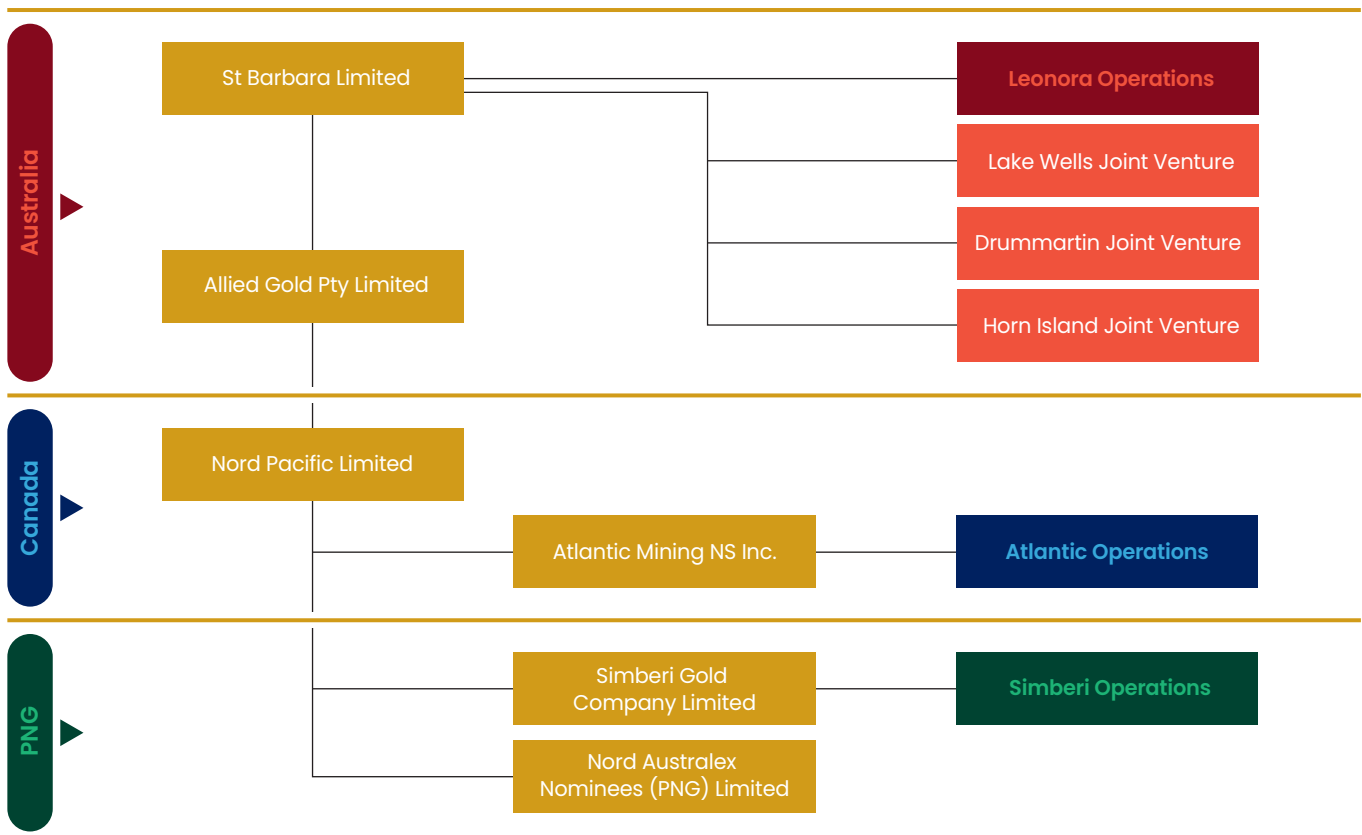 Australia
St Barbara Limited
Leonora Operations
Lake Wells Joint Venture
Drummartin Joint Venture
Allied Gold Pty Limited
Horn Island Joint Venture
Canada
Nord Pacific Limited
Atlantic Mining NS Inc.
Atlantic Operations
PNG
Simberi Gold
Company Limited
Simberi Operations
Nord Australex
Nominees (PNG) Limited